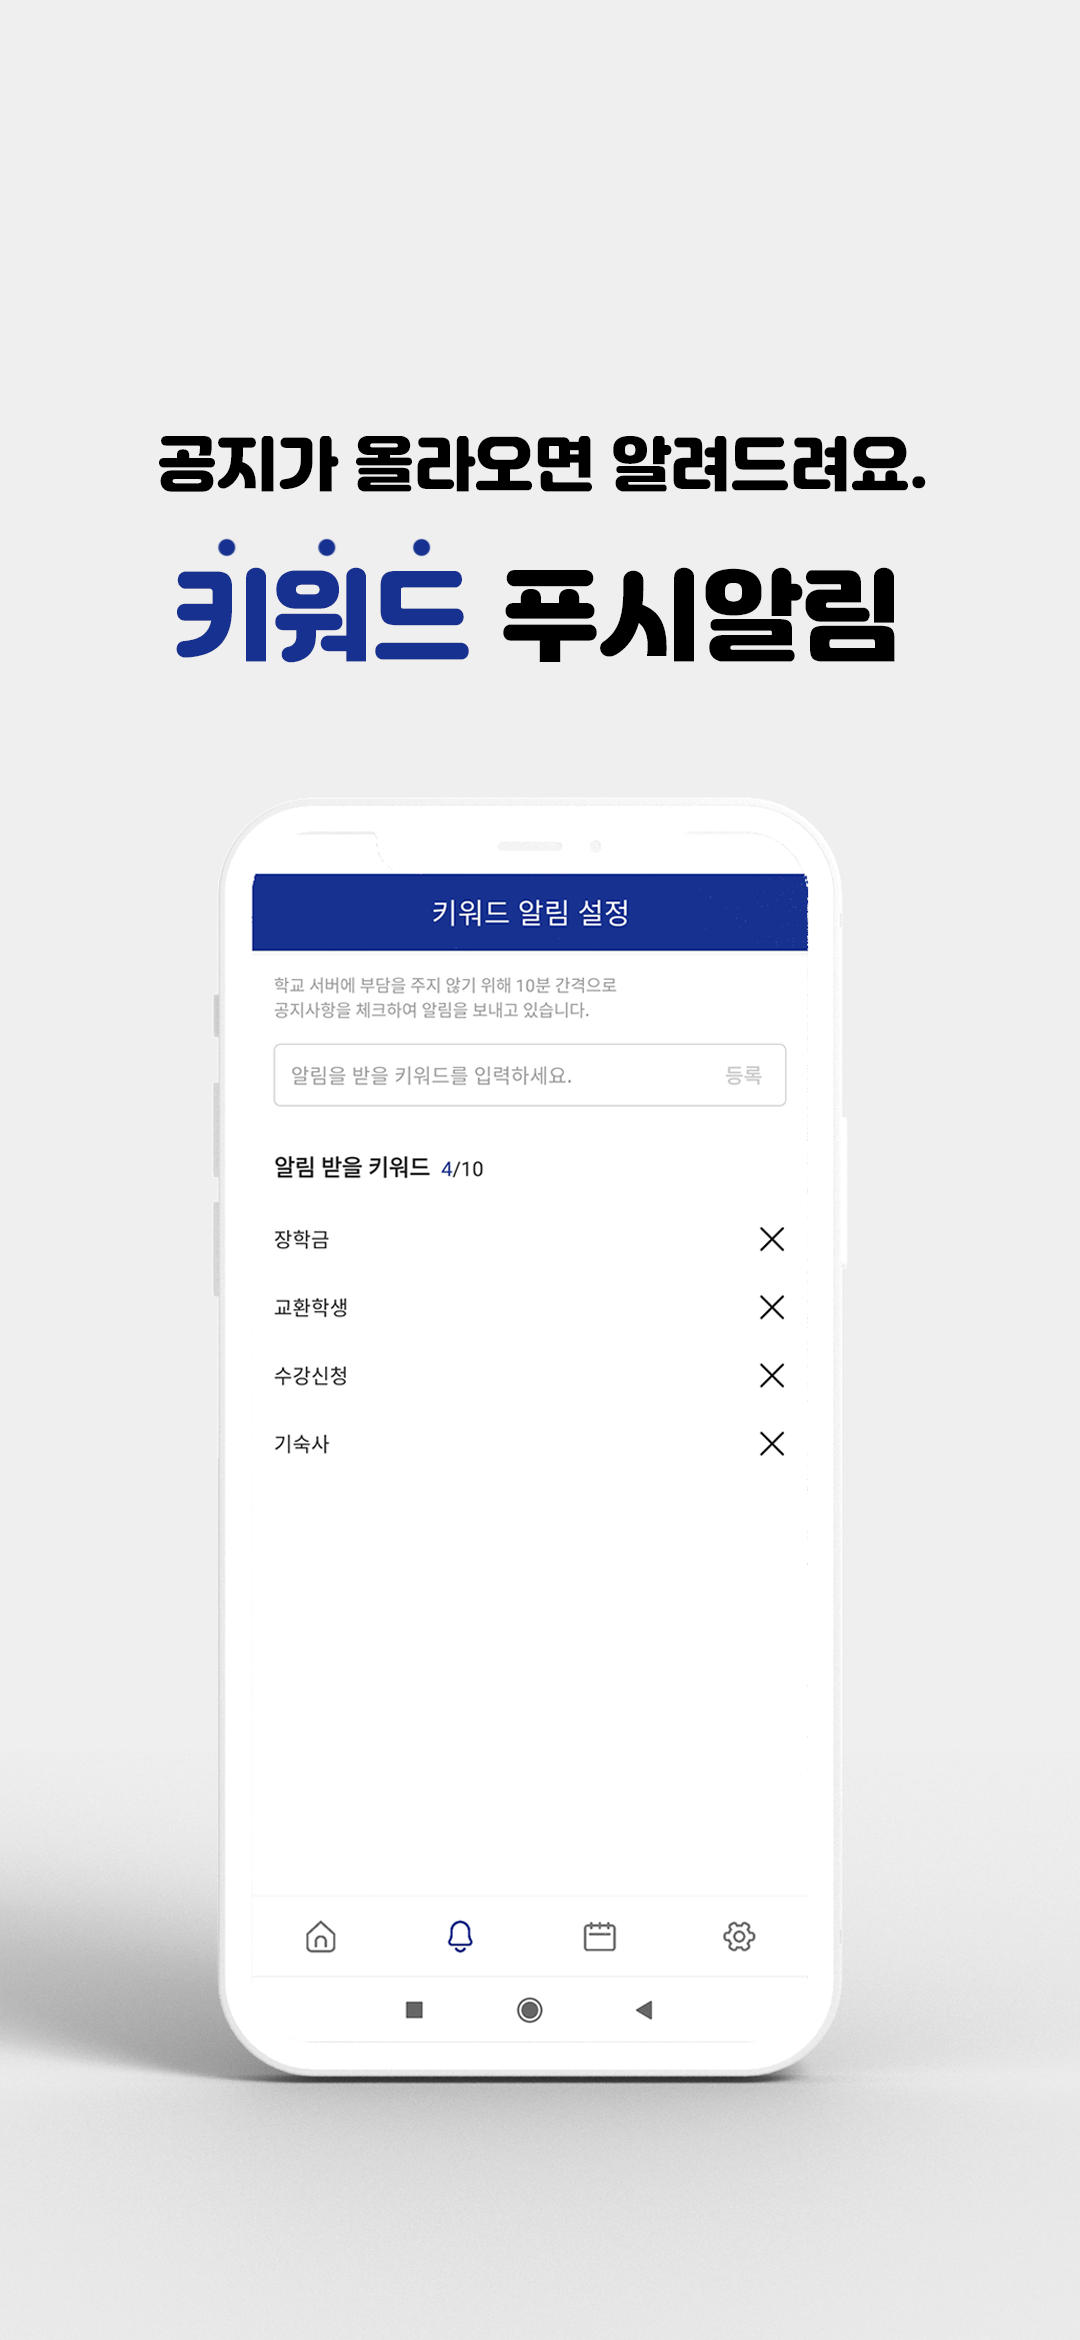 공지가 올라오면 알려드려요.
키워드 푸시알림
키워드 알림 설정
학교 서버에 부담을 주지 않기 위해 10분 간격으로
공지사항을 체크하여 알림을 보내고 있습니다.
알림을 받을 키워드를 입력하세요. 등록
알림 받을 키워드 4/10
장학금
교환학생
수강신청
기숙사